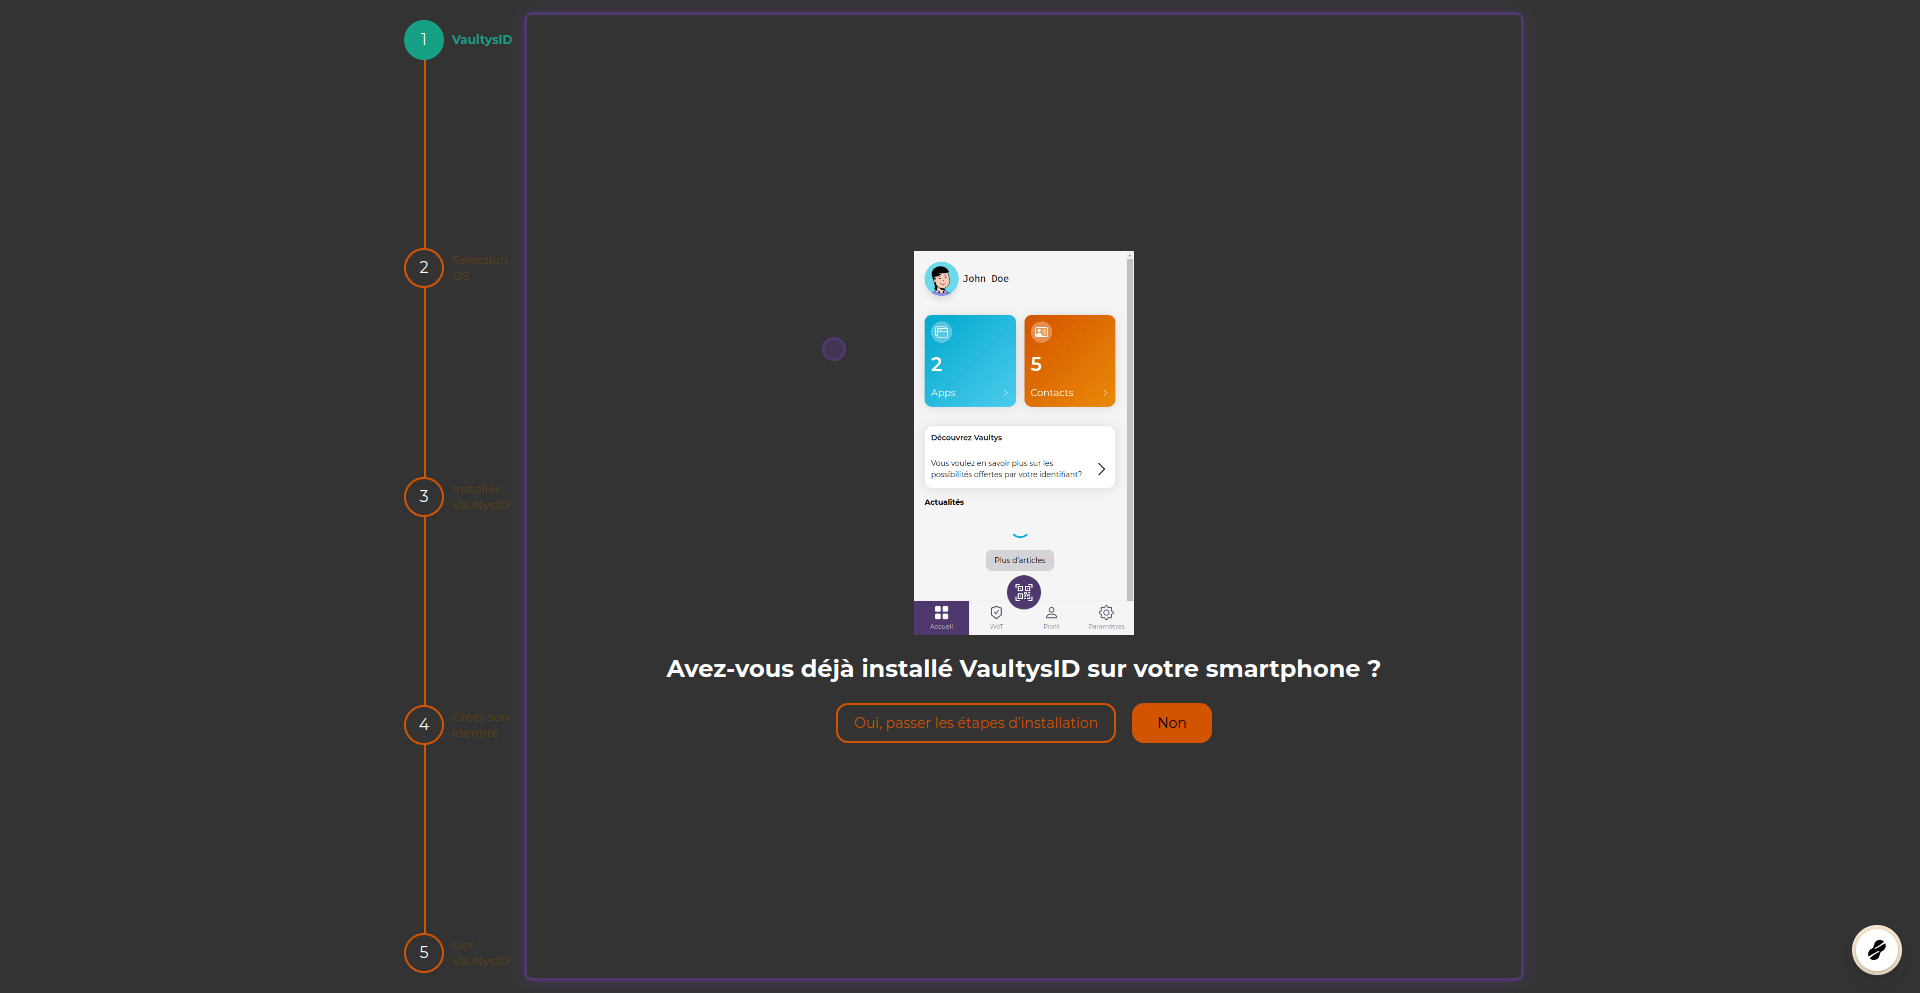 1
VaultysID
2
Selection
OS
3
Installer
VaultysID
4
Creer son
identite
5
Lier
VaultysID
John Doe
2
Apps
5
Contacts
Découvrez Vaultys
Vous voulez en savoir plus sur les
possibilités offertes par votre identifiant?
Actualités
Plus d'articles
Accueil
WoT
Profil
Paramètres
Avez-vous déjà installé VaultysID sur votre smartphone ?
Oui, passer les étapes d'installation
Non